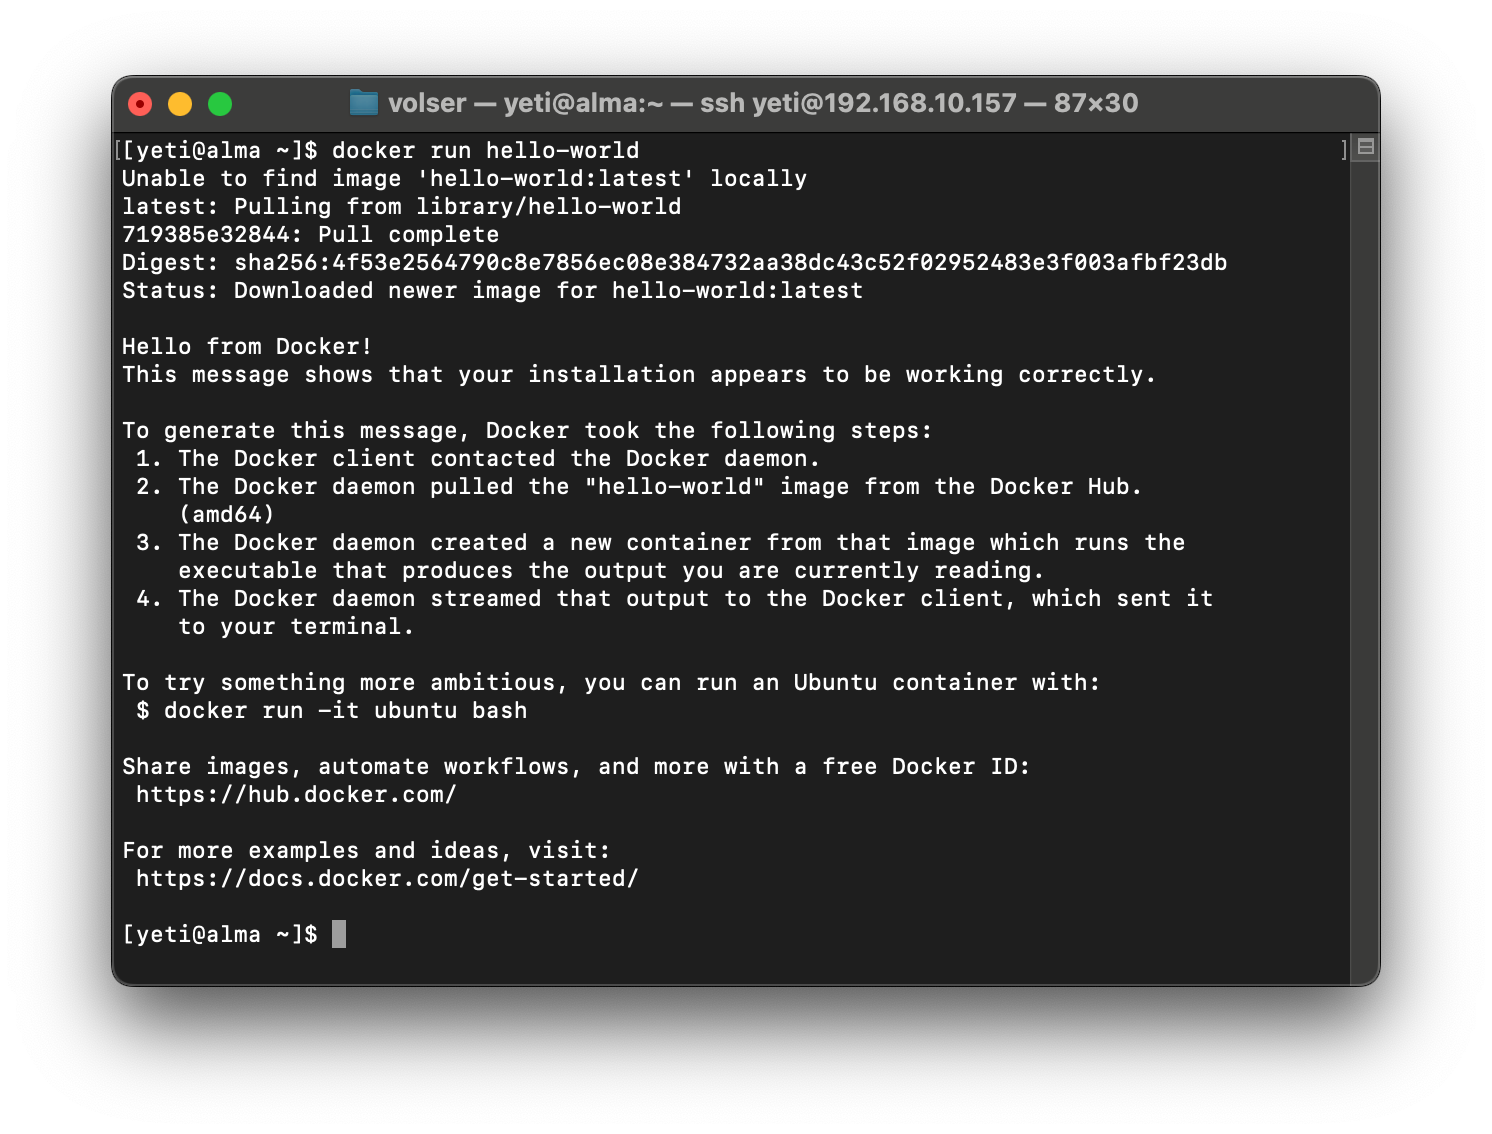 volser — yeti@alma:~ — ssh yeti@192.168.10.157 — 87×30
[[yeti@alma ~]$ docker run hello-world ]
Unable to find image 'hello-world:latest' locally
latest: Pulling from library/hello-world
719385e32844: Pull complete
Digest: sha256:4f53e2564790c8e7856ec08e384732aa38dc43c52f02952483e3f003afbf23db
Status: Downloaded newer image for hello-world:latest

Hello from Docker!
This message shows that your installation appears to be working correctly.

To generate this message, Docker took the following steps:
 1. The Docker client contacted the Docker daemon.
 2. The Docker daemon pulled the "hello-world" image from the Docker Hub.
    (amd64)
 3. The Docker daemon created a new container from that image which runs the
    executable that produces the output you are currently reading.
 4. The Docker daemon streamed that output to the Docker client, which sent it
    to your terminal.

To try something more ambitious, you can run an Ubuntu container with:
 $ docker run -it ubuntu bash

Share images, automate workflows, and more with a free Docker ID:
 https://hub.docker.com/

For more examples and ideas, visit:
 https://docs.docker.com/get-started/

[yeti@alma ~]$